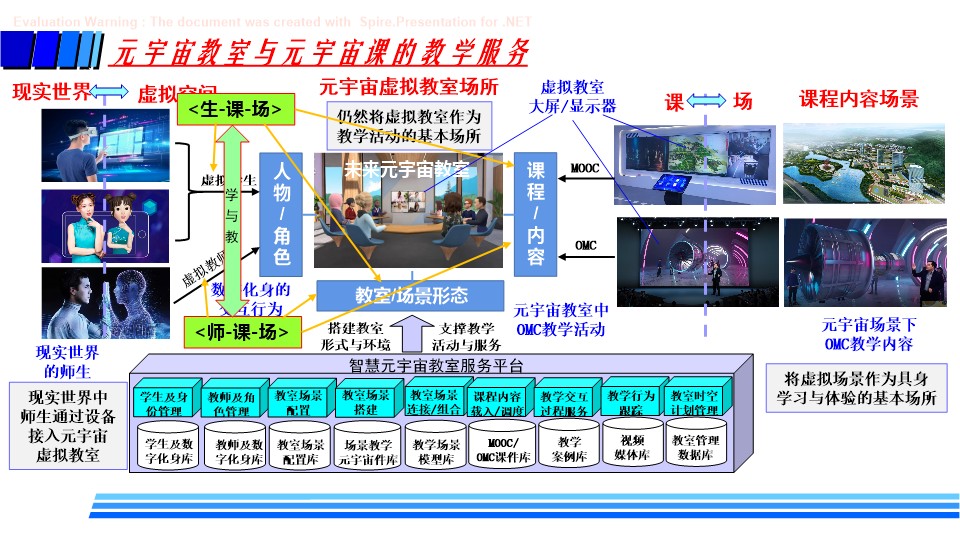 Evaluation Warning : The document was created with Spire.Presentation for .NET
元宇宙教室与元宇宙课的教学服务
现实世界
虚拟空间
<生-课-场>
元宇宙虚拟教室场所
仍然将虚拟教室作为
教学活动的基本场所
虚拟教室
大屏/显示器
课
场
课程内容场景
虚拟学生
学
与
教
虚拟教师
人
物
/
角
色
未来元宇宙教室
课
程
/
内
容
MOOC
OMC
数字化身的
交互行为
教室/场景形态
<师-课-场>
搭建教室
形式与环境
支撑教学
活动与服务
元宇宙教室中
OMC教学活动
元宇宙场景下
OMC教学内容
现实世界
的师生
现实世界中
师生通过设备
接入元宇宙
虚拟教室
将虚拟场景作为具身
学习与体验的基本场所
智慧元宇宙教室服务平台
学生及身
份管理
教师及角
色管理
教室场景
配置
教室场景
搭建
教室场景
连接/组合
课程内容
载入/调度
教学交互
过程服务
教学行为
跟踪
教室时空
计划管理
学生及数
字化身库
教师及数
字化身库
教室场景
配置库
场景教学
元宇宙件库
教学场景
模型库
MOOC/
OMC课件库
教学
案例库
视频
媒体库
教室管理
数据库